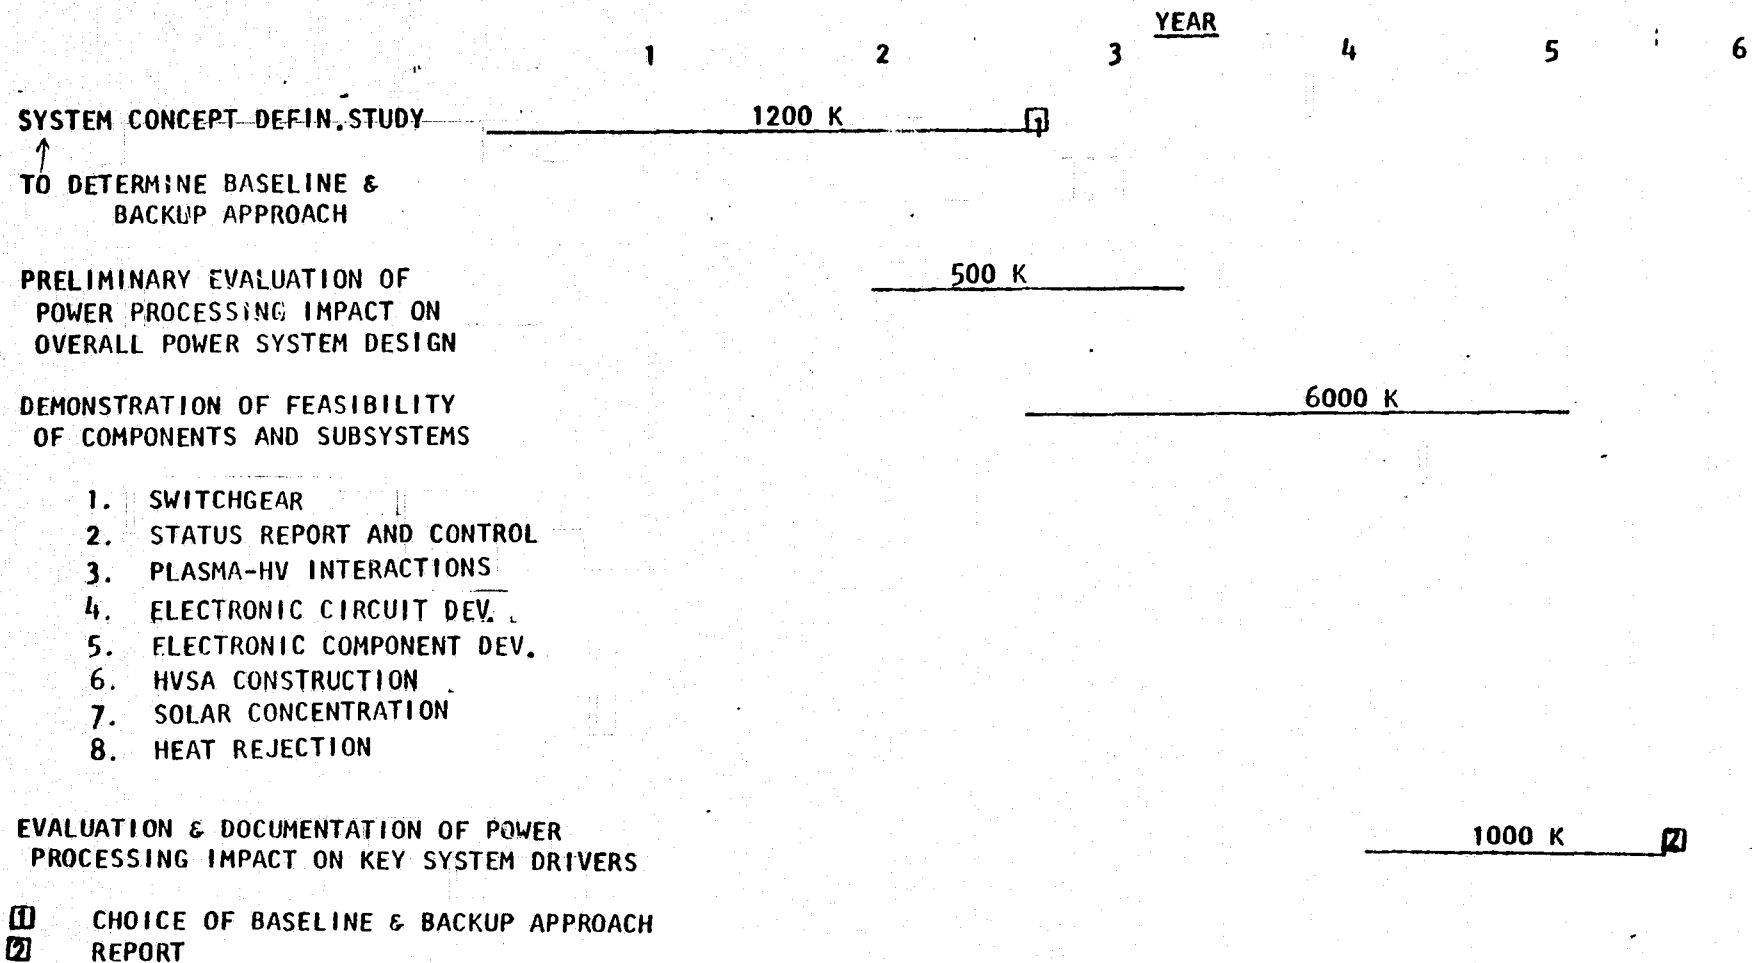 YEAR
1 2 3 4 5 6
SYSTEM CONCEPT DEFIN. STUDY 1200 K 1
TO DETERMINE BASELINE &
BACKUP APPROACH
PRELIMINARY EVALUATION OF 500 K
POWER PROCESSING IMPACT ON
OVERALL POWER SYSTEM DESIGN
DEMONSTRATION OF FEASIBILITY 6000 K
OF COMPONENTS AND SUBSYSTEMS
1. SWITCHGEAR
2. STATUS REPORT AND CONTROL
3. PLASMA-HV INTERACTIONS
4. ELECTRONIC CIRCUIT DEV.
5. ELECTRONIC COMPONENT DEV.
6. HVSA CONSTRUCTION
7. SOLAR CONCENTRATION
8. HEAT REJECTION
EVALUATION & DOCUMENTATION OF POWER 1000 K 2
PROCESSING IMPACT ON KEY SYSTEM DRIVERS
1 CHOICE OF BASELINE & BACKUP APPROACH
2 REPORT